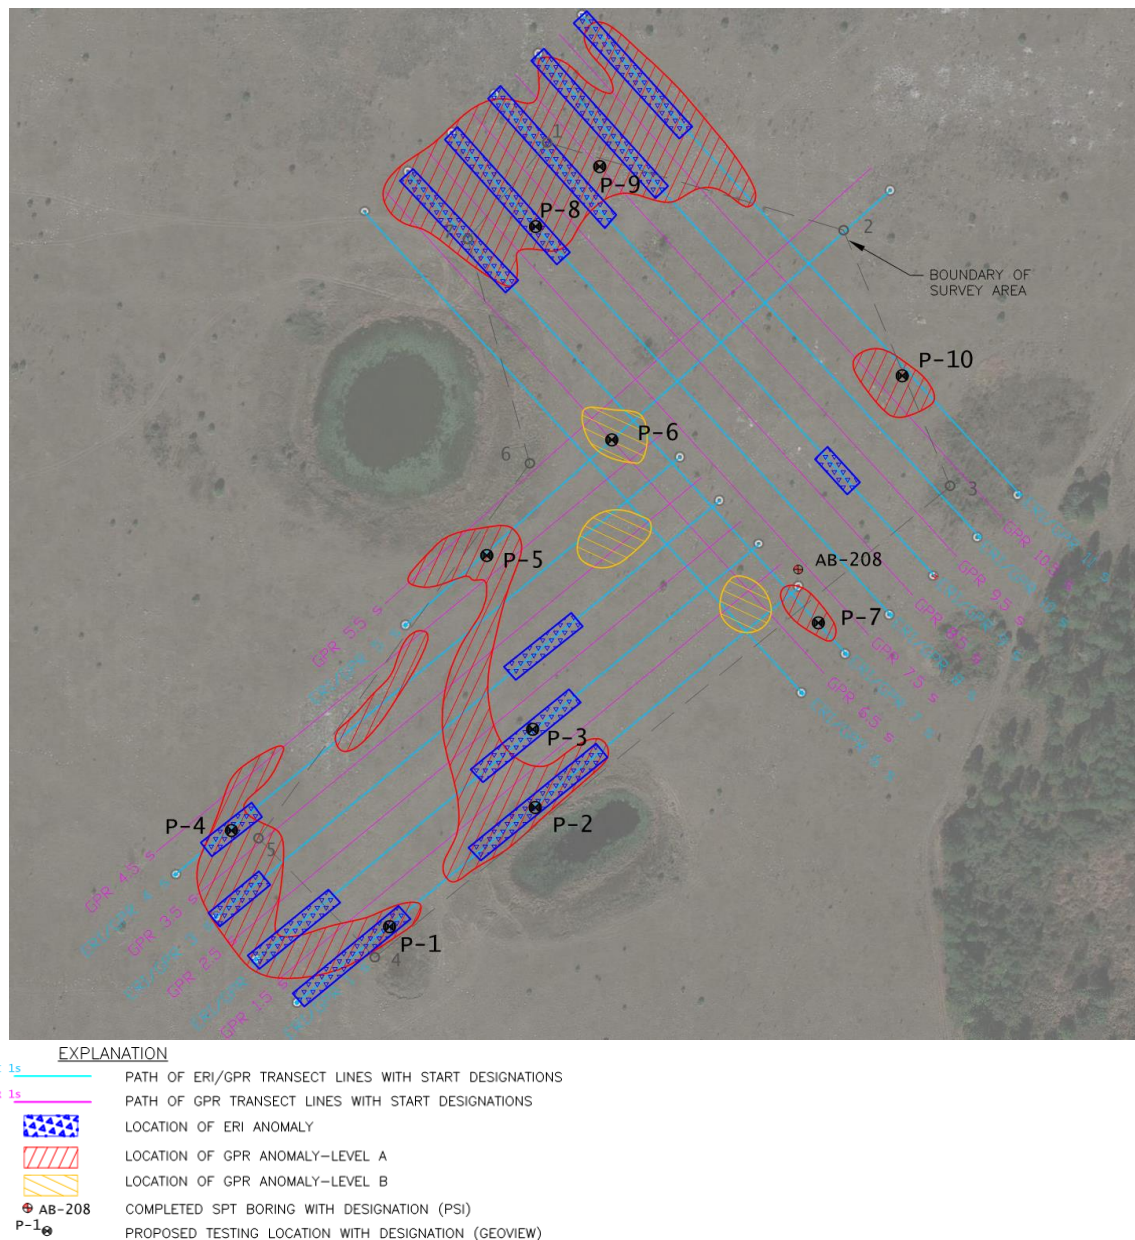 1
P-9
P-8
2
BOUNDARY OF
SURVEY AREA
P-10
P-6
6
3
GPR 10.5 s
P-5
AB-208
GPR 9.5 s
GPR 5.5 s
P-7
GPR 7.5 s
GPR 6.5 s
P-3
P-2
P-4
5
GPR 4.5 s
GPR 3.5 s
P-1
4
GPR 2.5
GPR 1.5 s
EXPLANATION
1s
PATH OF ERI/GPR TRANSECT LINES WITH START DESIGNATIONS
1s
PATH OF GPR TRANSECT LINES WITH START DESIGNATIONS
LOCATION OF ERI ANOMALY
LOCATION OF GPR ANOMALY-LEVEL A
LOCATION OF GPR ANOMALY-LEVEL B
AB-208 COMPLETED SPT BORING WITH DESIGNATION (PSI)
P-1 PROPOSED TESTING LOCATION WITH DESIGNATION (GEOVIEW)